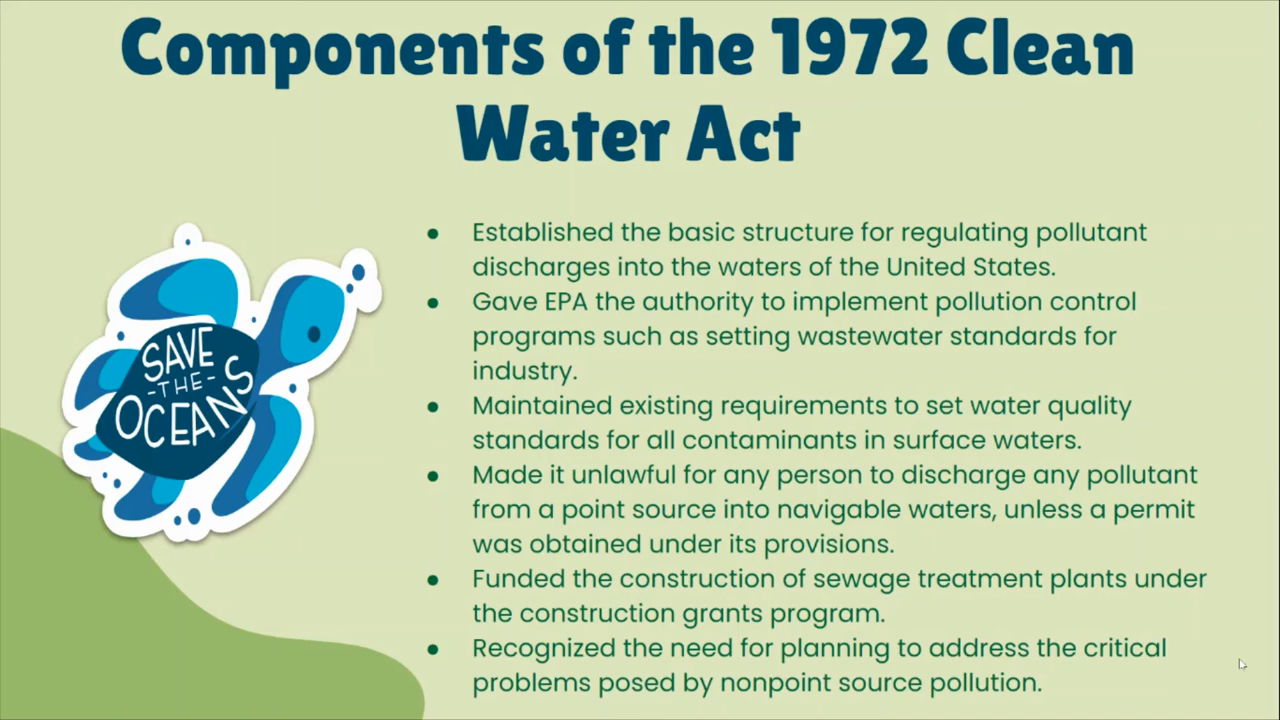 Components of the 1972 Clean
Water Act
SAVE
-THE-
OCEANS
● Established the basic structure for regulating pollutant
discharges into the waters of the United States.
● Gave EPA the authority to implement pollution control
programs such as setting wastewater standards for
industry.
● Maintained existing requirements to set water quality
standards for all contaminants in surface waters.
● Made it unlawful for any person to discharge any pollutant
from a point source into navigable waters, unless a permit
was obtained under its provisions.
● Funded the construction of sewage treatment plants under
the construction grants program.
● Recognized the need for planning to address the critical
problems posed by nonpoint source pollution.